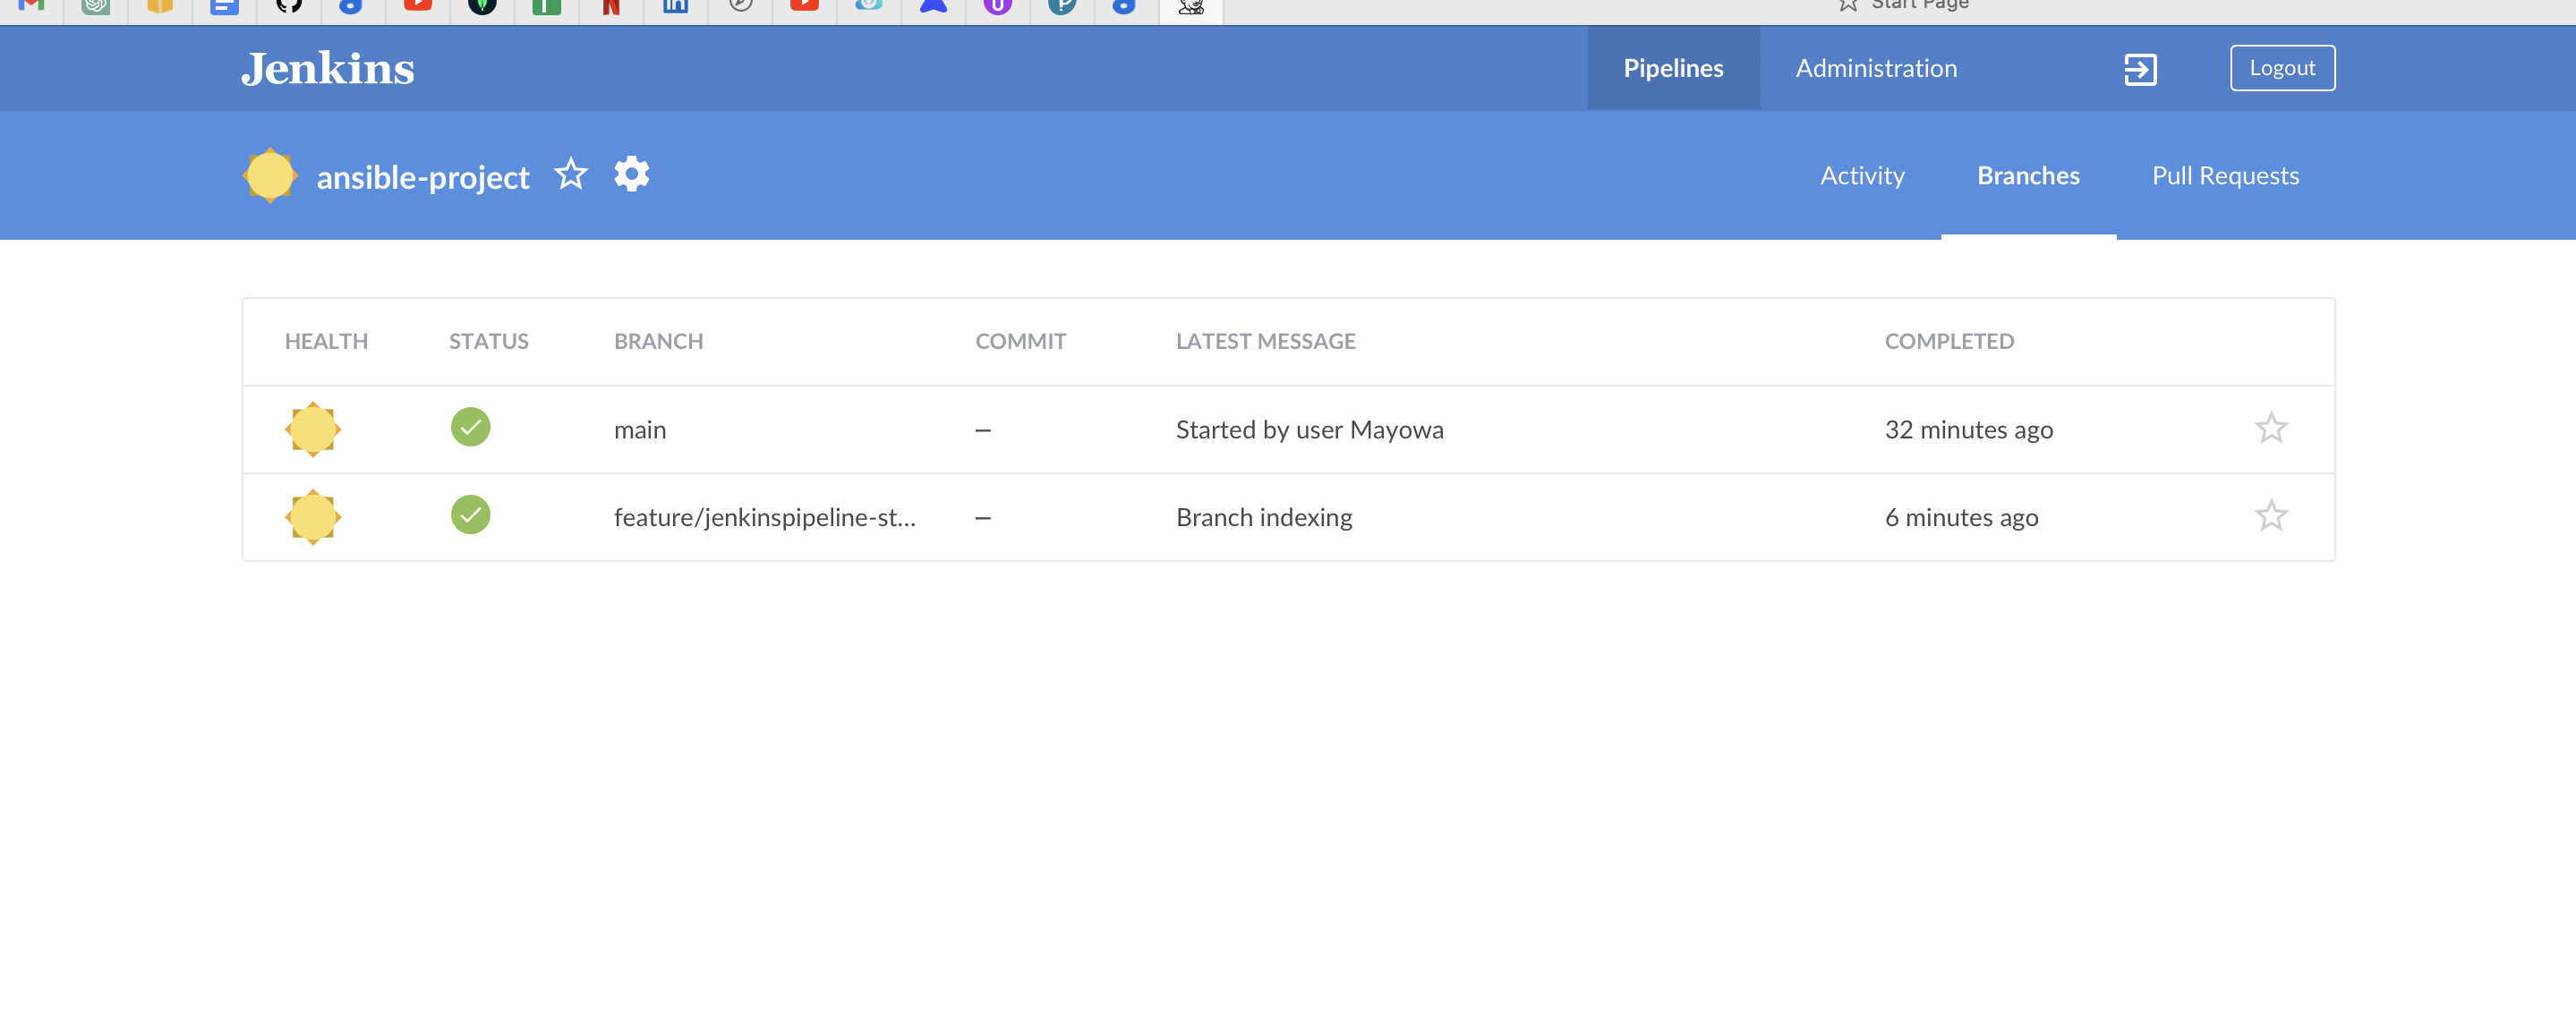 Start Page
Jenkins
Pipelines
Administration
Logout
ansible-project
Activity
Branches
Pull Requests
HEALTH STATUS BRANCH COMMIT LATEST MESSAGE COMPLETED
main — Started by user Mayowa 32 minutes ago
feature/jenkinspipeline-st... — Branch indexing 6 minutes ago